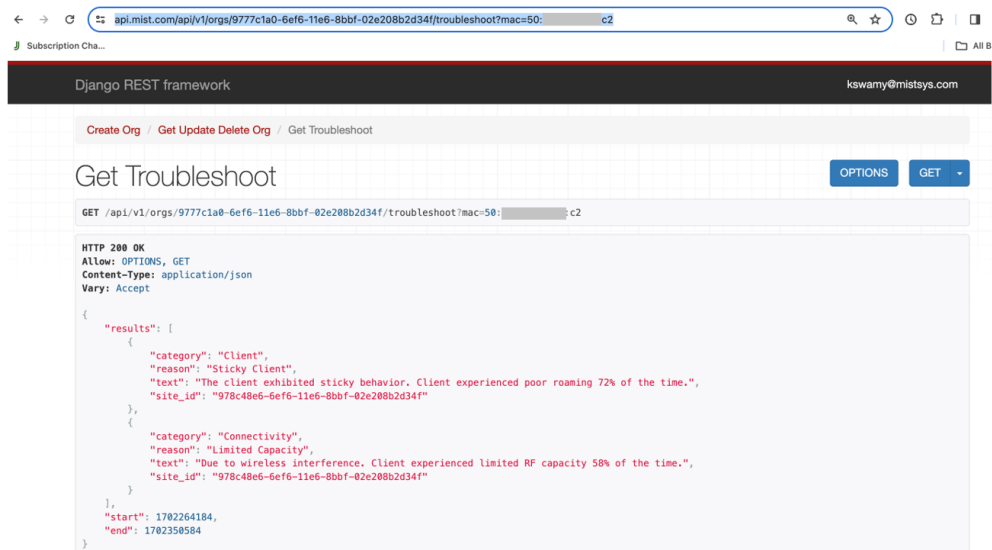 api.mist.com/api/v1/orgs/9777c1a0-6ef6-11e6-8bbf-02e208b2d34f/troubleshoot?mac=50: c2
Subscription Cha...
All B
Django REST framework
kswamy@mistsys.com
Create Org / Get Update Delete Org / Get Troubleshoot
Get Troubleshoot
OPTIONS
GET
GET /api/v1/orgs/9777c1a0-6ef6-11e6-8bbf-02e208b2d34f/troubleshoot?mac=50: :c2
HTTP 200 OK
Allow: OPTIONS, GET
Content-Type: application/json
Vary: Accept
{
"results": [
{
"category": "Client",
"reason": "Sticky Client",
"text": "The client exhibited sticky behavior. Client experienced poor roaming 72% of the time.",
"site_id": "978c48e6-6ef6-11e6-8bbf-02e208b2d34f"
},
{
"category": "Connectivity",
"reason": "Limited Capacity",
"text": "Due to wireless interference. Client experienced limited RF capacity 58% of the time.",
"site_id": "978c48e6-6ef6-11e6-8bbf-02e208b2d34f"
}
],
"start": 1702264184,
"end": 1702350584
}